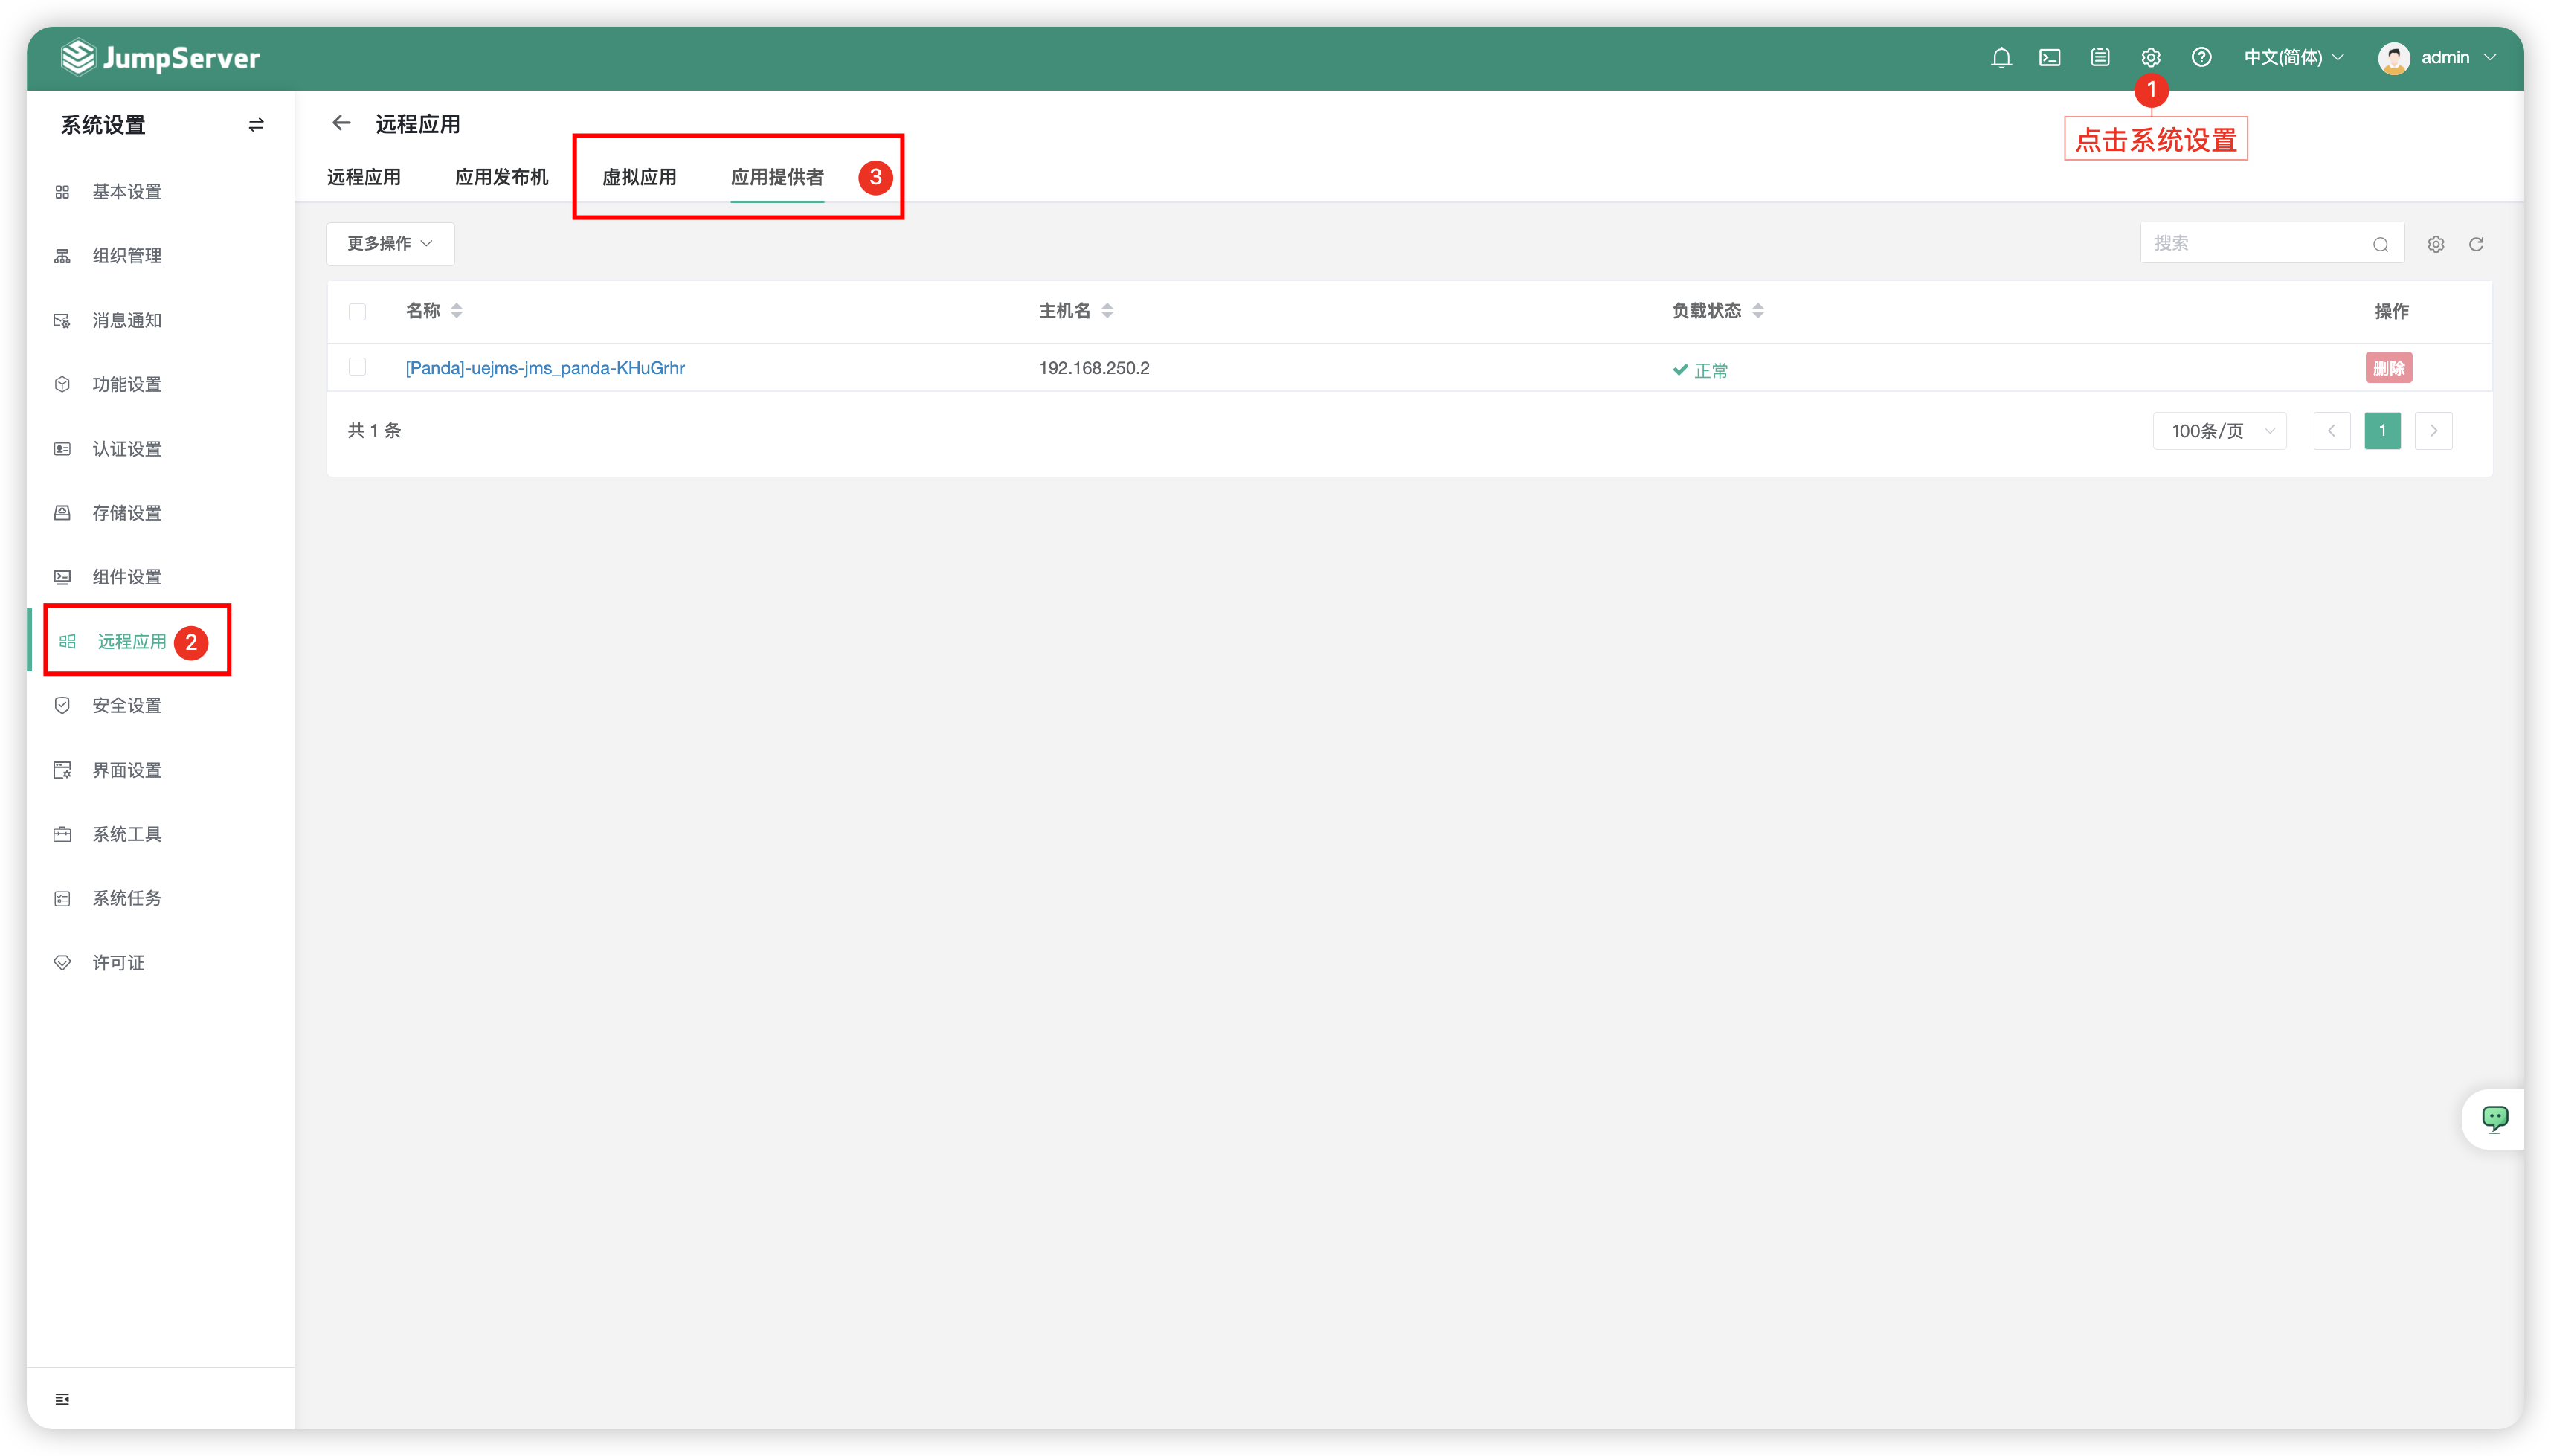 JumpServer
中文(简体)
admin
1
点击系统设置
系统设置
基本设置
组织管理
消息通知
功能设置
认证设置
存储设置
组件设置
远程应用 2
安全设置
界面设置
系统工具
系统任务
许可证
远程应用
远程应用 应用发布机 虚拟应用 应用提供者 3
更多操作
搜索
名称 主机名 负载状态 操作
[Panda]-uejms-jms_panda-KHuGrhr 192.168.250.2 正常 删除
共 1 条 100条/页 1